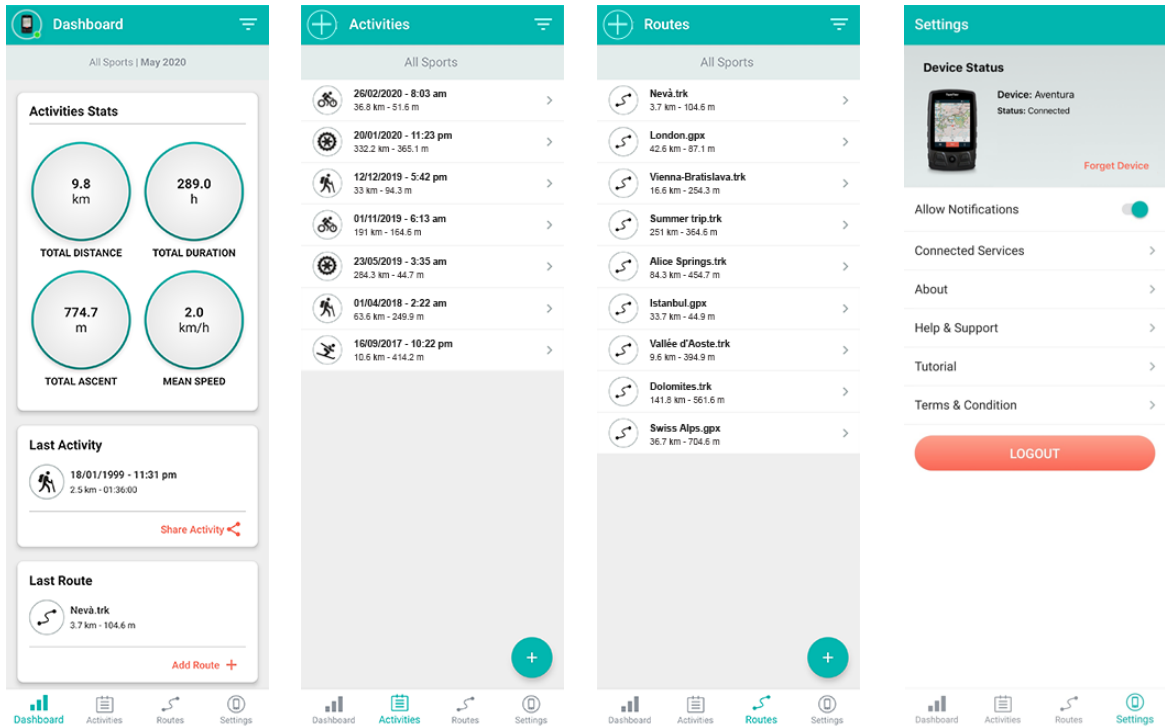 Dashboard
All Sports | May 2020
Activities Stats
9.8
km
289.0
h
TOTAL DISTANCE
TOTAL DURATION
774.7
m
2.0
km/h
TOTAL ASCENT
MEAN SPEED
Last Activity
18/01/1999 - 11:31 pm
2.5 km - 01:36:00
Share Activity
Last Route
Nevà.trk
3.7 km - 104.6 m
Add Route +
Dashboard
Activities
Routes
Settings
Activities
All Sports
26/02/2020 - 8:03 am
36.8 km - 51.6 m
20/01/2020 - 11:23 pm
332.2 km - 365.1 m
12/12/2019 - 5:42 pm
33 km - 94.3 m
01/11/2019 - 6:13 am
191 km - 164.6 m
23/05/2019 - 3:35 am
284.3 km - 44.7 m
01/04/2018 - 2:22 am
63.6 km - 249.9 m
16/09/2017 - 10:22 pm
10.6 km - 414.2 m
Dashboard
Activities
Routes
Settings
Routes
All Sports
Nevà.trk
3.7 km - 104.6 m
London.gpx
42.6 km - 87.1 m
Vienna-Bratislava.trk
16.6 km - 254.3 m
Summer trip.trk
251 km - 364.6 m
Alice Springs.trk
84.3 km - 454.7 m
Istanbul.gpx
33.7 km - 44.9 m
Vallée d'Aoste.trk
9.6 km - 394.9 m
Dolomites.trk
141.8 km - 561.6 m
Swiss Alps.gpx
36.7 km - 704.6 m
Dashboard
Activities
Routes
Settings
Settings
Device Status
Device: Aventura
Status: Connected
Forget Device
Allow Notifications
Connected Services
About
Help & Support
Tutorial
Terms & Condition
LOGOUT
Dashboard
Activities
Routes
Settings